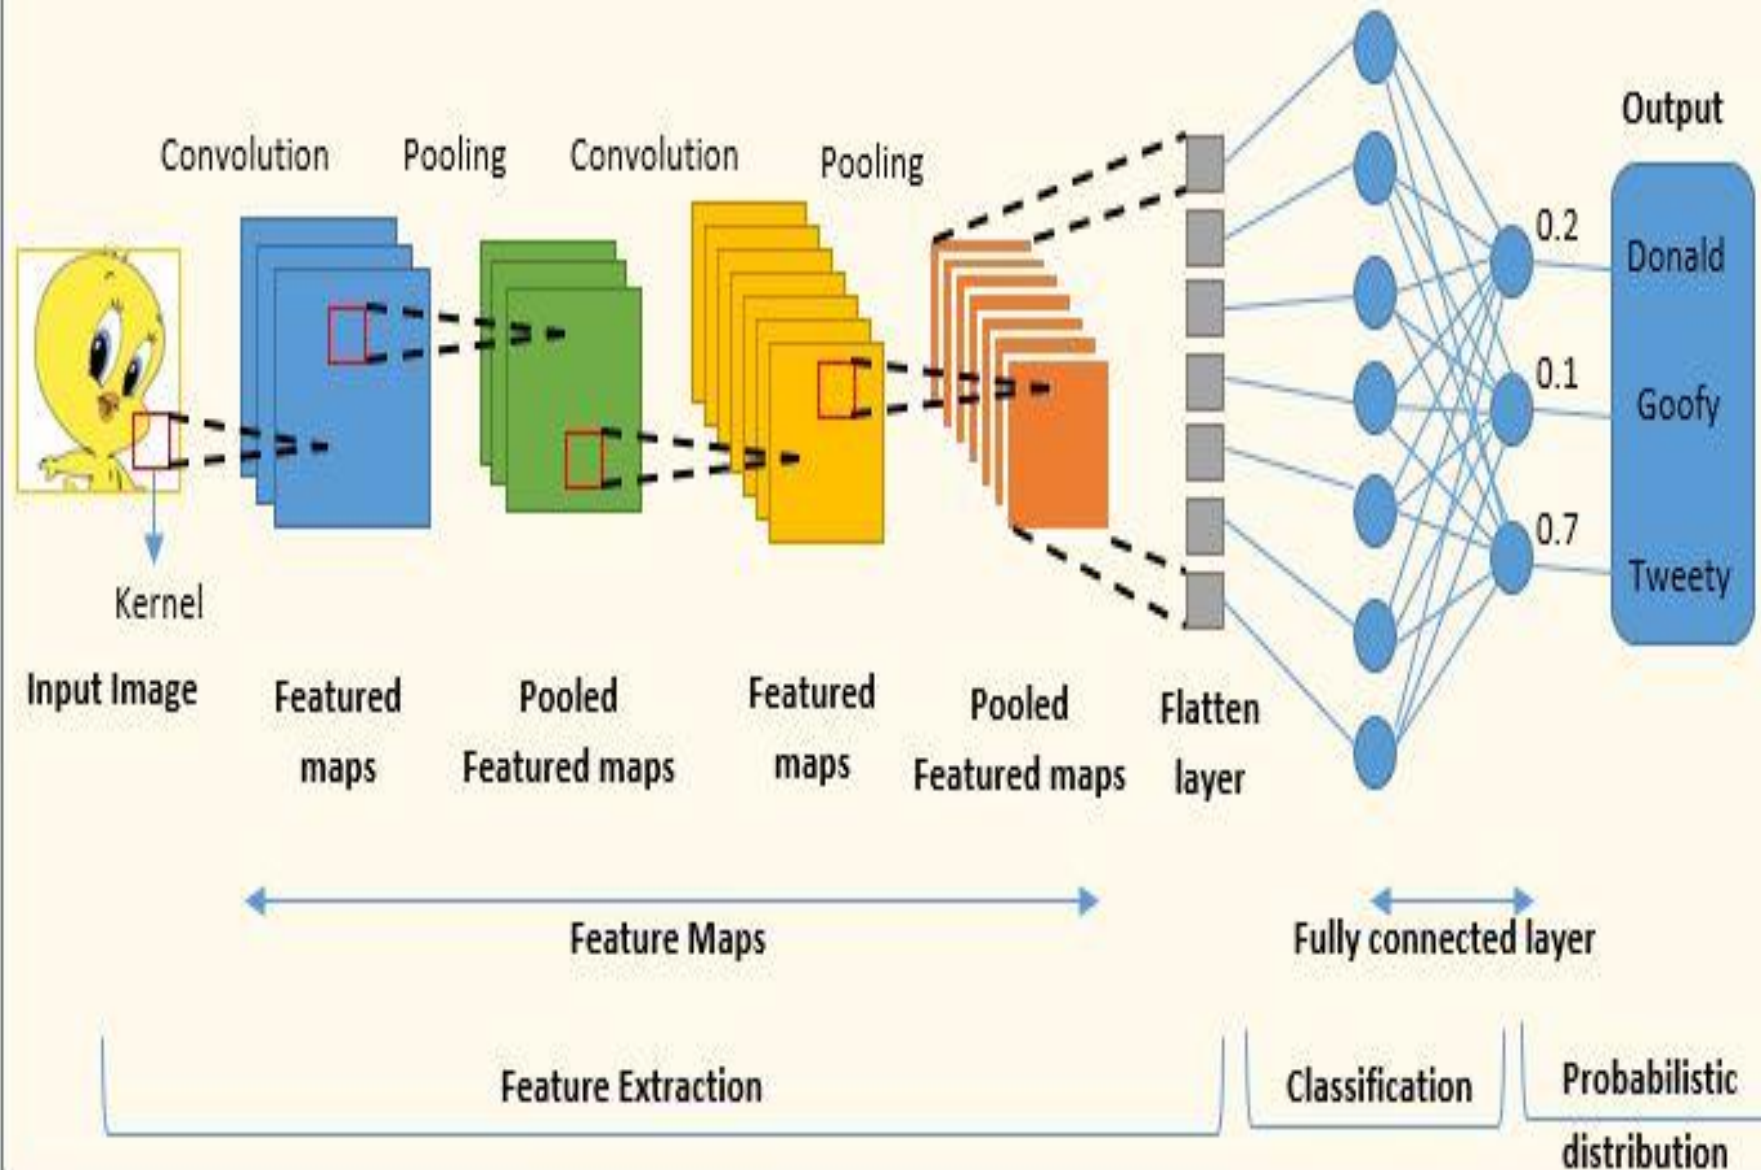 Output
Convolution
Pooling
Convolution
Pooling
0.2
Donald
0.1
Goofy
0.7
Tweety
Kernel
Input Image
Featured
maps
Pooled
Featured maps
Featured
maps
Pooled
Featured maps
Flatten
layer
Feature Maps
Fully connected layer
Feature Extraction
Classification
Probabilistic
distribution